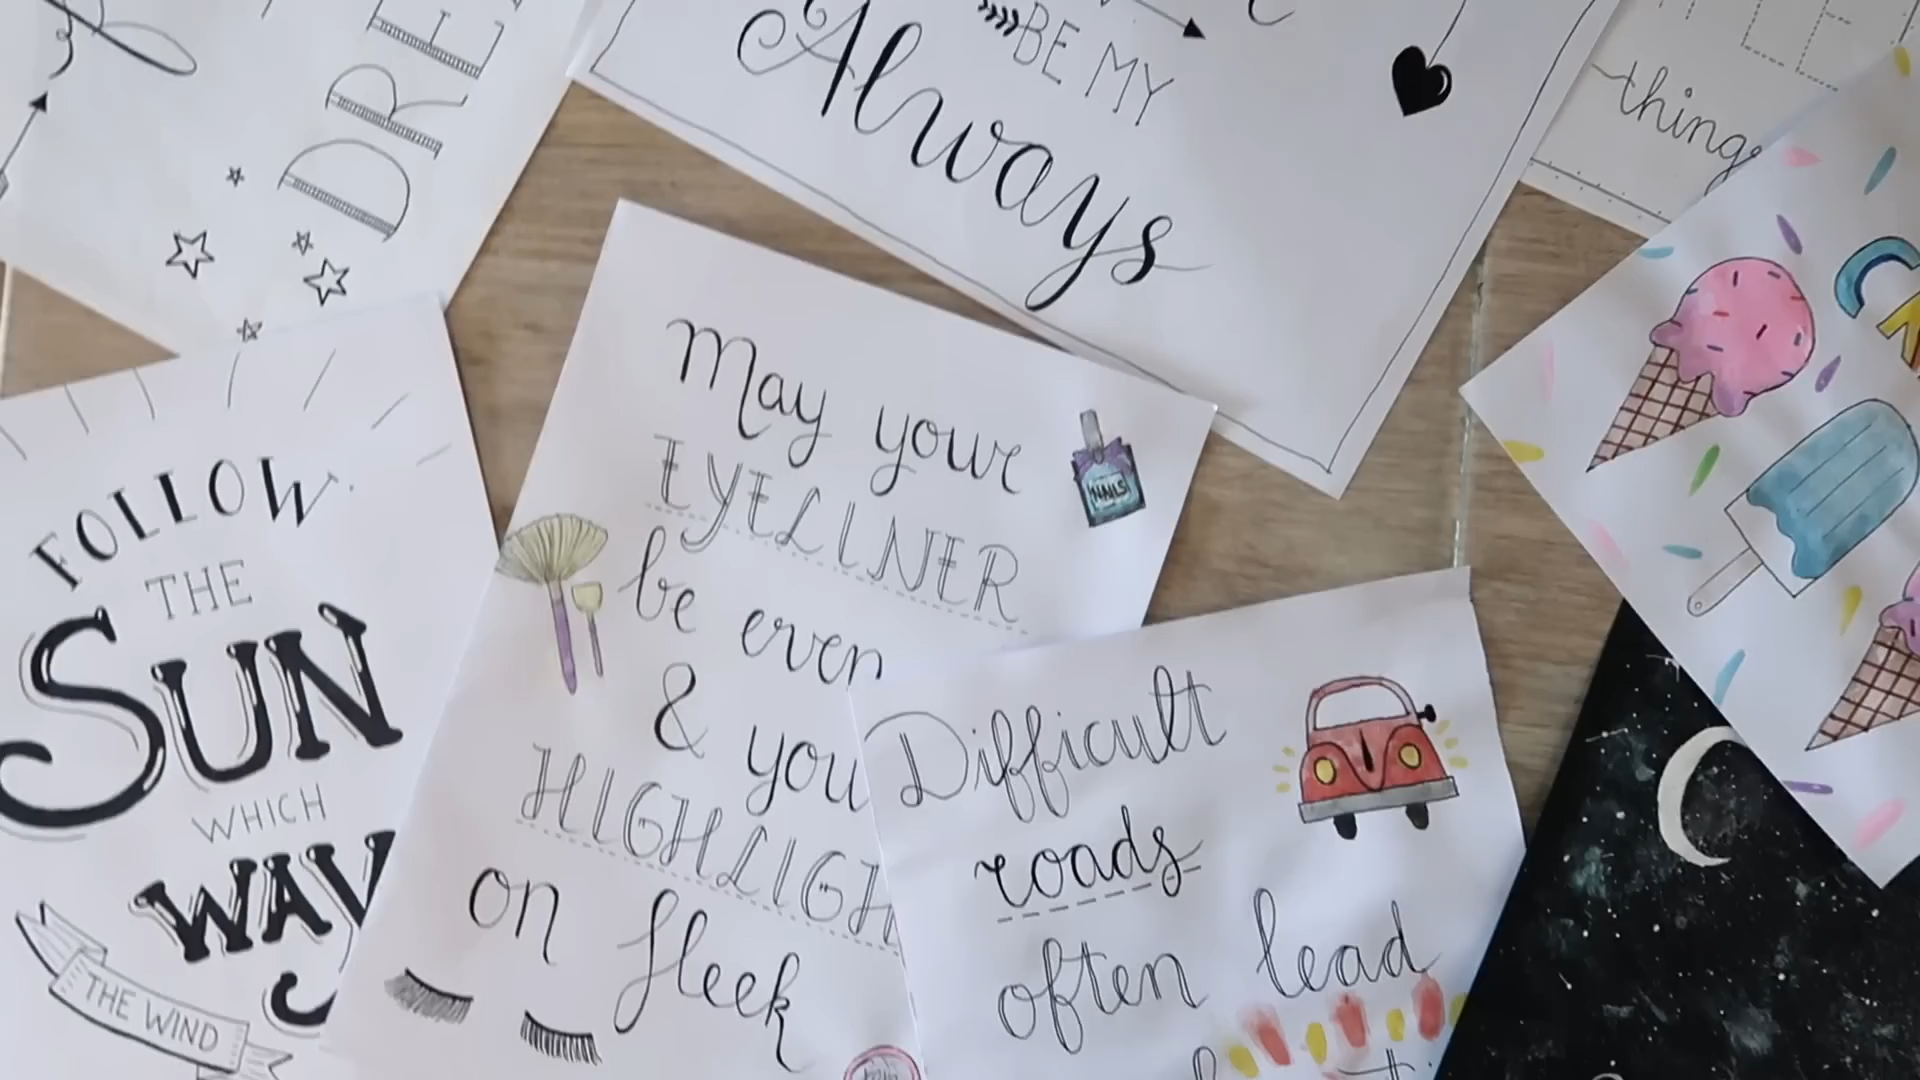 DRE
BE MY
Always
things
FOLLOW
THE
SUN
WHICH
WAY
THE WIND
May your
EYELINER
be even
& you
HIGHLIGH
on fleek
NAILS
Difficult
roads
often lead